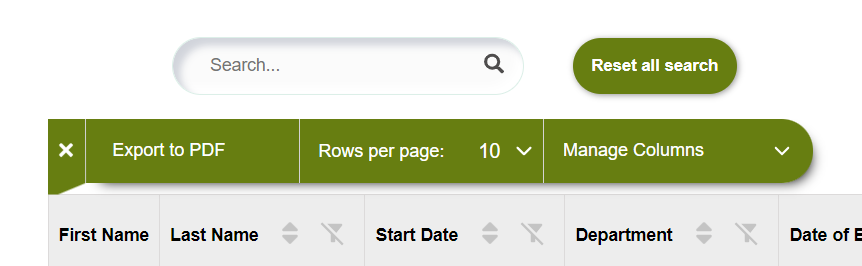 Search...
Reset all search
Export to PDF
Rows per page:
10
Manage Columns
First Name
Last Name
Start Date
Department
Date of